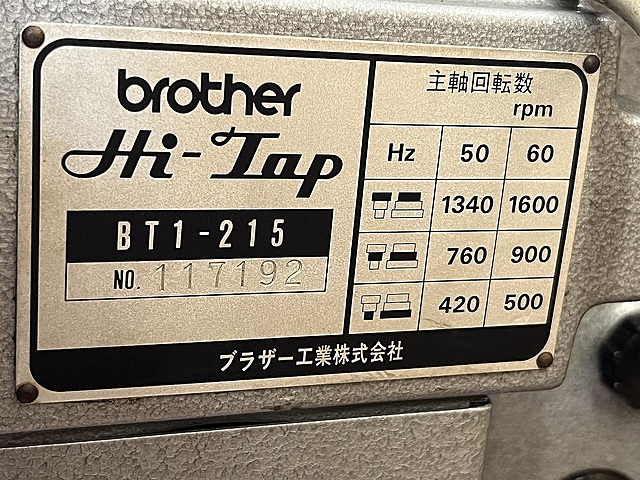 brother
Hi-Tap
BT1-215
NO. 117192
主軸回転数
rpm
Hz 50 60
1340 1600
760 900
420 500
ブラザー工業株式会社